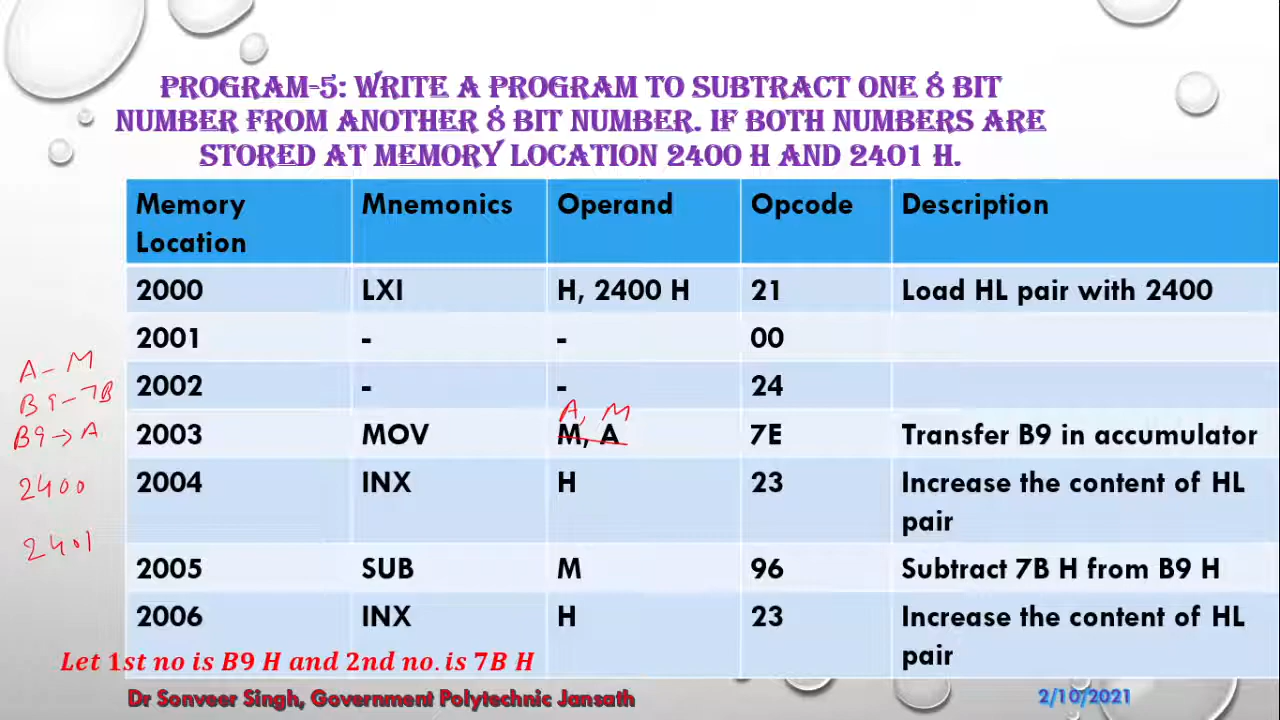 PROGRAM-5: WRITE A PROGRAM TO SUBTRACT ONE 8 BIT
NUMBER FROM ANOTHER 8 BIT NUMBER. IF BOTH NUMBERS ARE
STORED AT MEMORY LOCATION 2400 H AND 2401 H.
Memory Location Mnemonics Operand Opcode Description
2000 LXI H, 2400 H 21 Load HL pair with 2400
2001 - - 00
2002 - - 24
A, M
2003 MOV M, A 7E Transfer B9 in accumulator
2004 INX H 23 Increase the content of HL
pair
2005 SUB M 96 Subtract 7B H from B9 H
2006 INX H 23 Increase the content of HL
pair
A - M
B9 - 7B
B9 → A
2400
2401
Let 1st no is B9 H and 2nd no. is 7B H
Dr Sonveer Singh, Government Polytechnic Jansath
2/10/2021